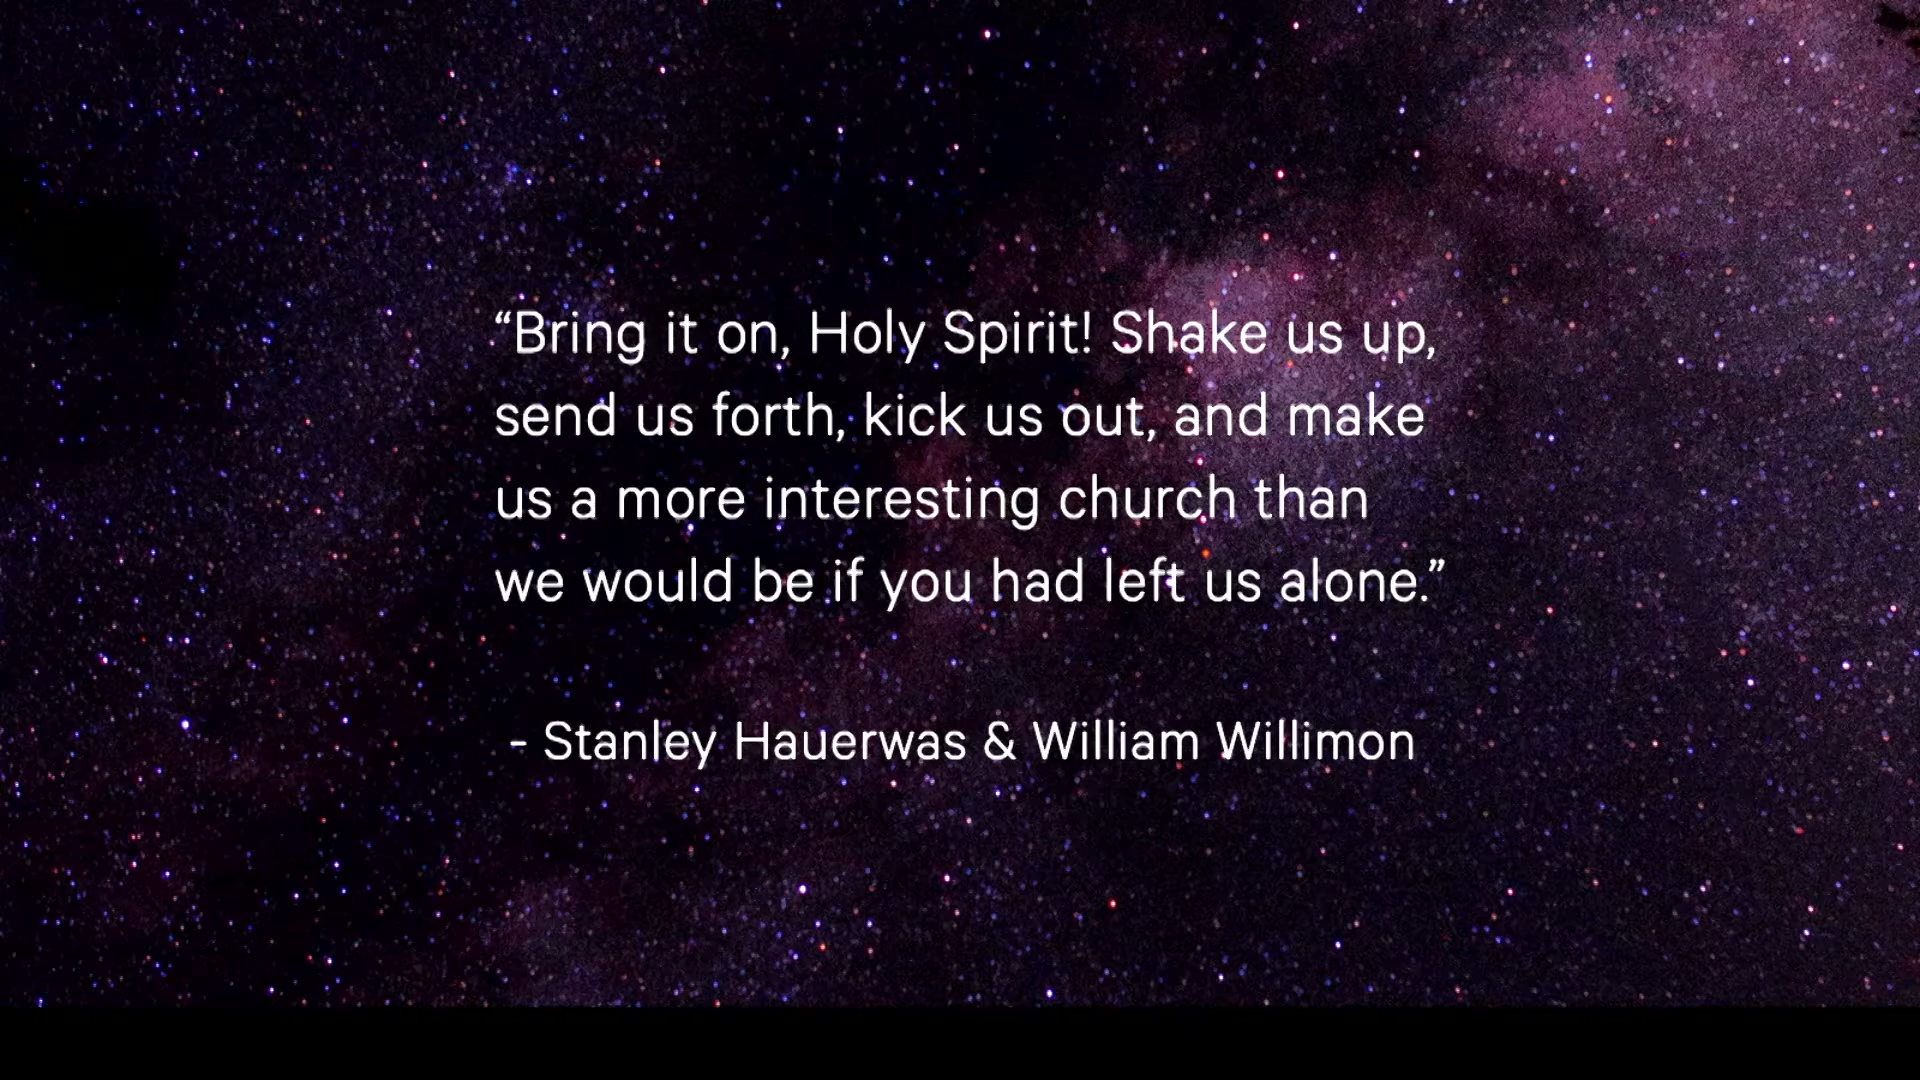 “Bring it on, Holy Spirit! Shake us up,
send us forth, kick us out, and make
us a more interesting church than
we would be if you had left us alone.”
- Stanley Hauerwas & William Willimon